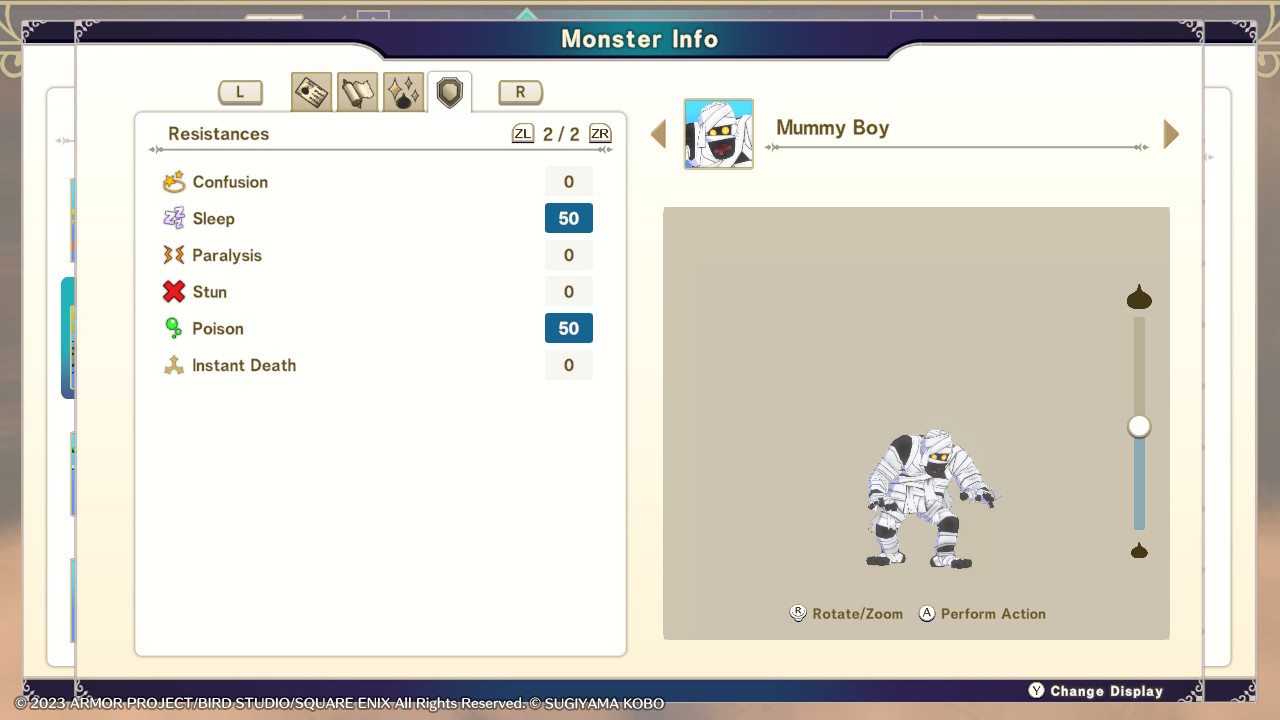 Monster Info
L
R
Resistances
ZL 2 / 2 ZR
Mummy Boy
Confusion 0
Sleep 50
Paralysis 0
Stun 0
Poison 50
Instant Death 0
R Rotate/Zoom A Perform Action
Y Change Display
© 2023 ARMOR PROJECT/BIRD STUDIO/SQUARE ENIX All Rights Reserved. © SUGIYAMA KOBO